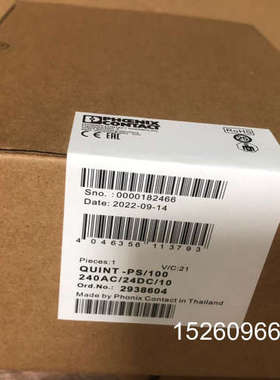 PHOENIX
CONTACT
RoHS
CE EAC
Sno. :0000182466
Date: 2022-09-14
4 046356 113793
Pieces:1 V/C:21
QUINT -PS/100
240AC/24DC/10
Ord.No.: 2938604
Made by Phonix Contact in Thailand
15260966